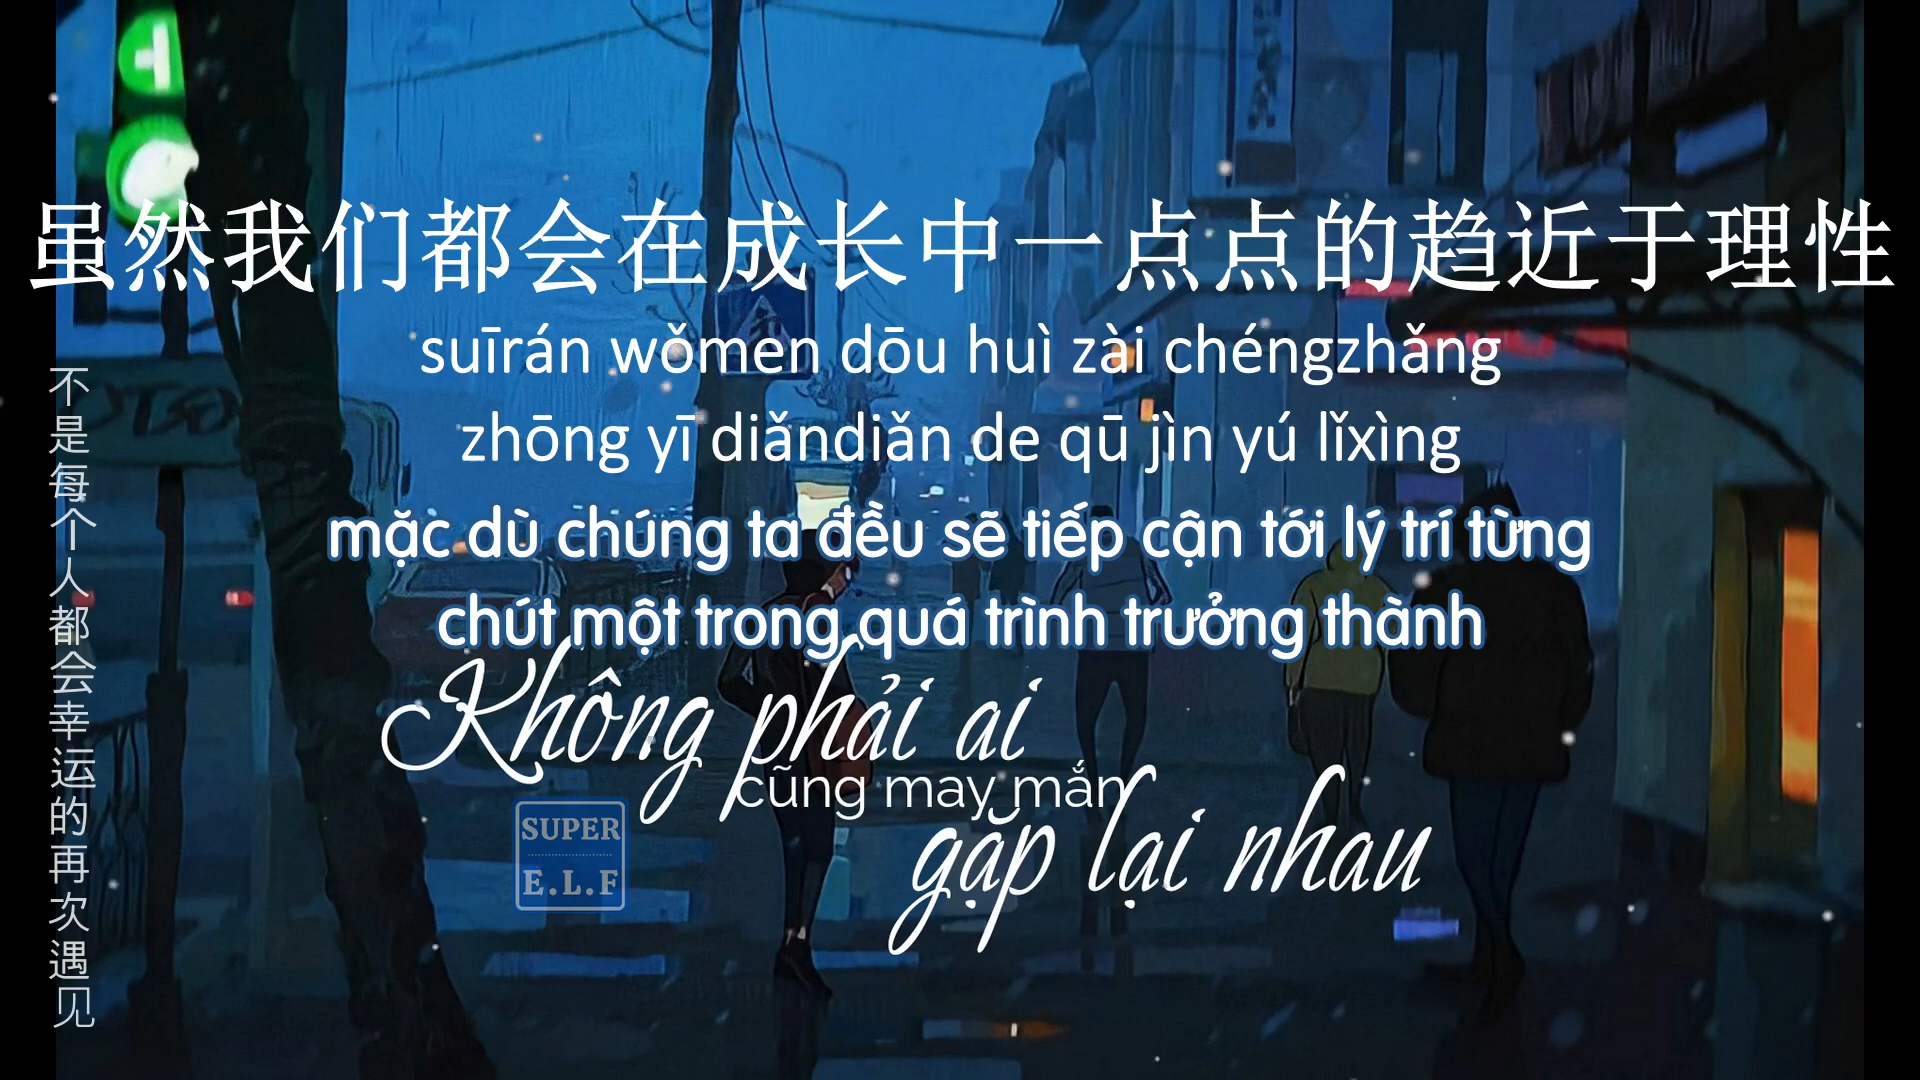 虽然我们都会在成长中一点点的趋近于理性
suīrán wǒmen dōu huì zài chéngzhǎng
zhōng yī diǎndiǎn de qū jìn yú lǐxìng
mặc dù chúng ta đều sẽ tiếp cận tới lý trí từng
chút một trong quá trình trưởng thành
Không phải ai
cũng may mắn
gặp lại nhau
SUPER
E.L.F
不是每个人都会幸运的再次遇见